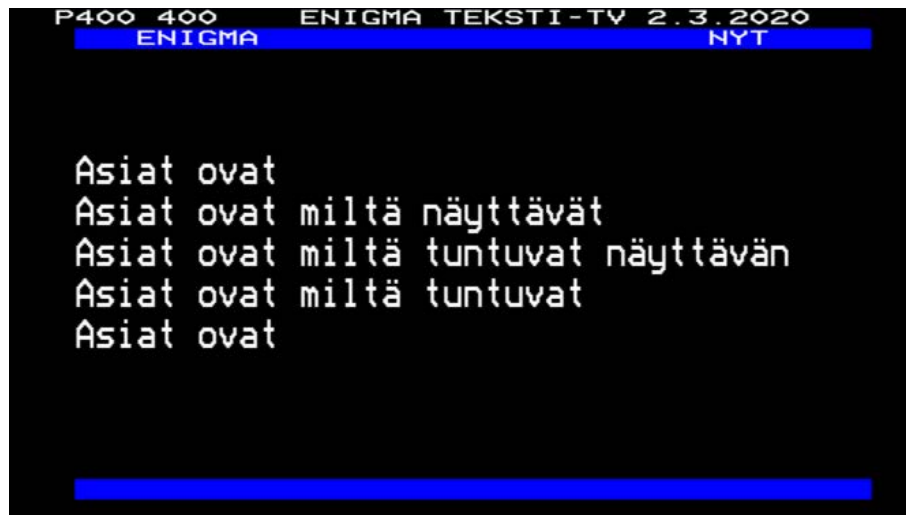 P400 400 ENIGMA TEKSTI-TV 2.3.2020
ENIGMA NYT
Asiat ovat
Asiat ovat miltä näyttävät
Asiat ovat miltä tuntuvat näyttävän
Asiat ovat miltä tuntuvat
Asiat ovat